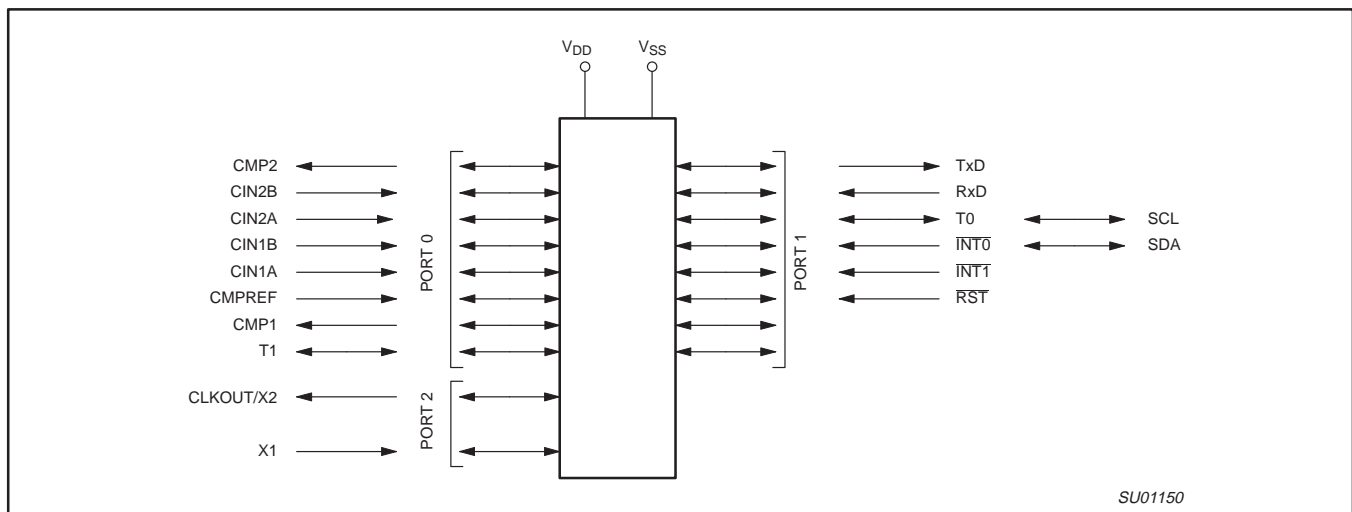 VDD VSS
CMP2 TxD
CIN2B RxD
CIN2A T0 SCL
CIN1B INT0 SDA
CIN1A INT1
CMPREF RST
CMP1
T1
PORT 0
PORT 1
CLKOUT/X2
X1
PORT 2
SU01150